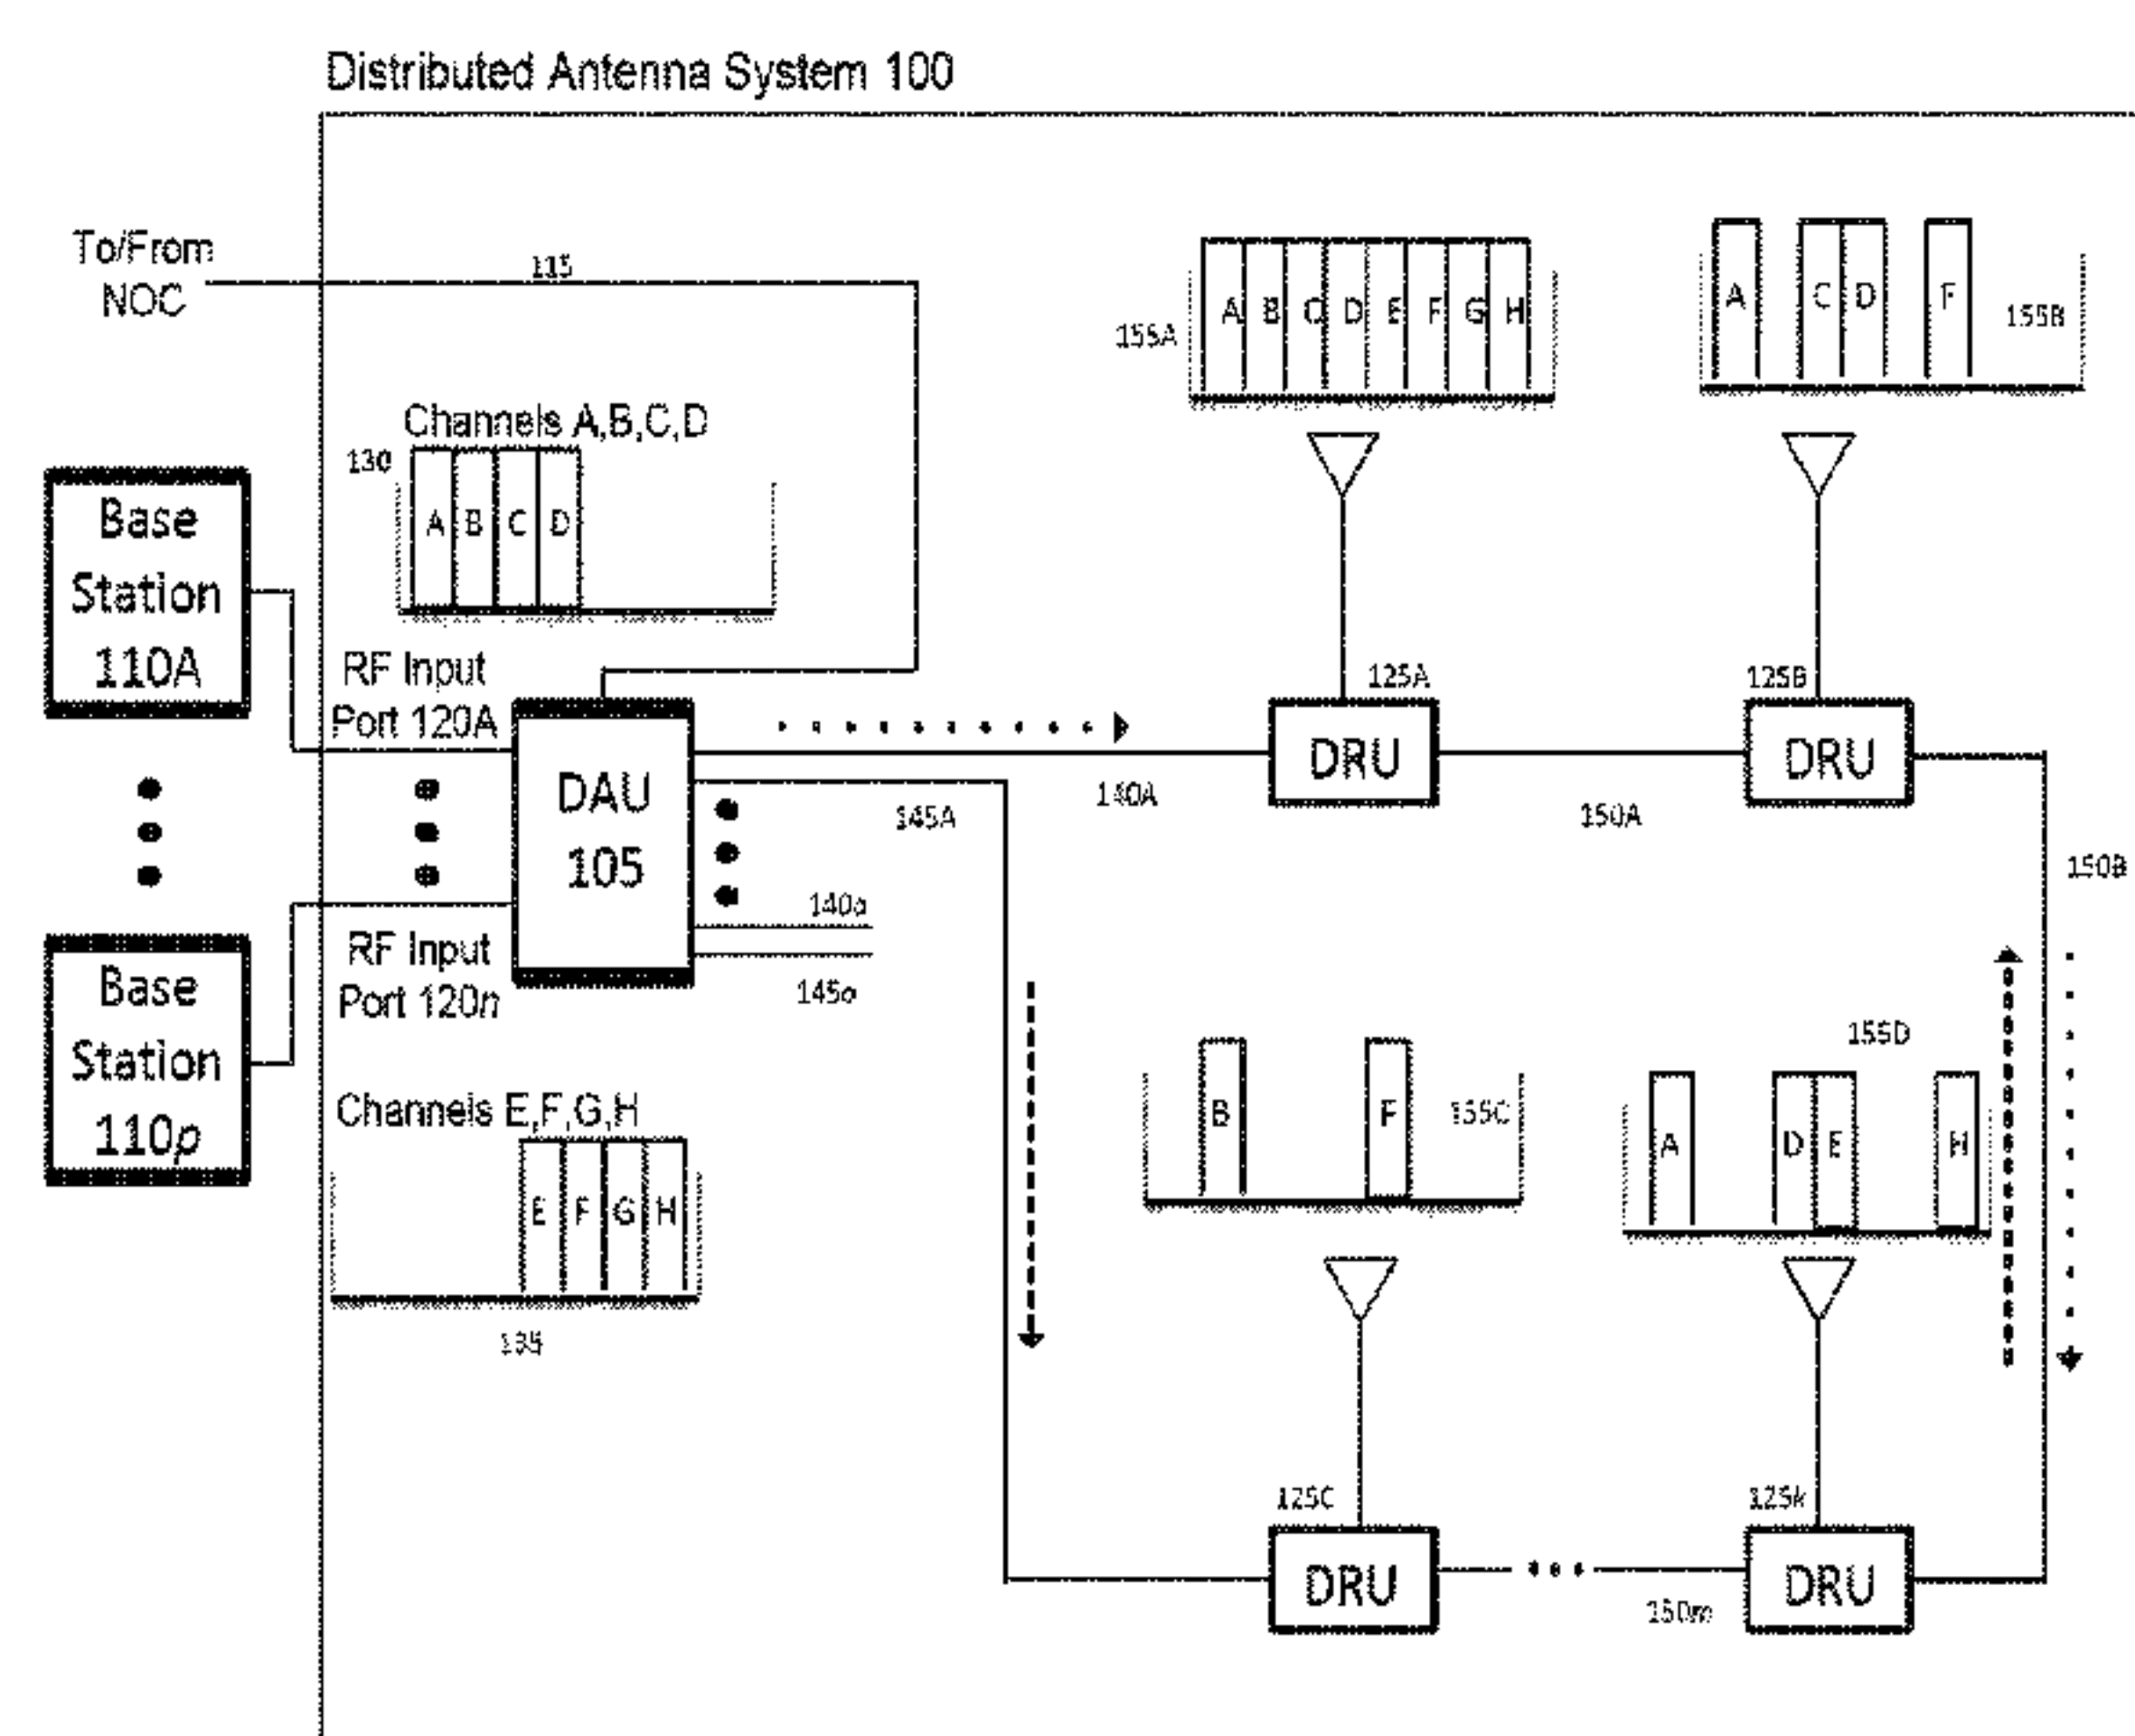 Distributed Antenna System 100
To/From
NOC
115
Channels A,B,C,D
130
A B C D
155A
A B C D E F G H
A C D F
155B
Base
Station
110A
RF Input
Port 120A
DAU
105
125A
DRU
125B
DRU
140A
145A
150A
150B
140o
145o
Base
Station
110p
RF Input
Port 120n
Channels E,F,G,H
E F G H
135
B F
155C
155D
A D E H
125C
DRU
125k
DRU
150m